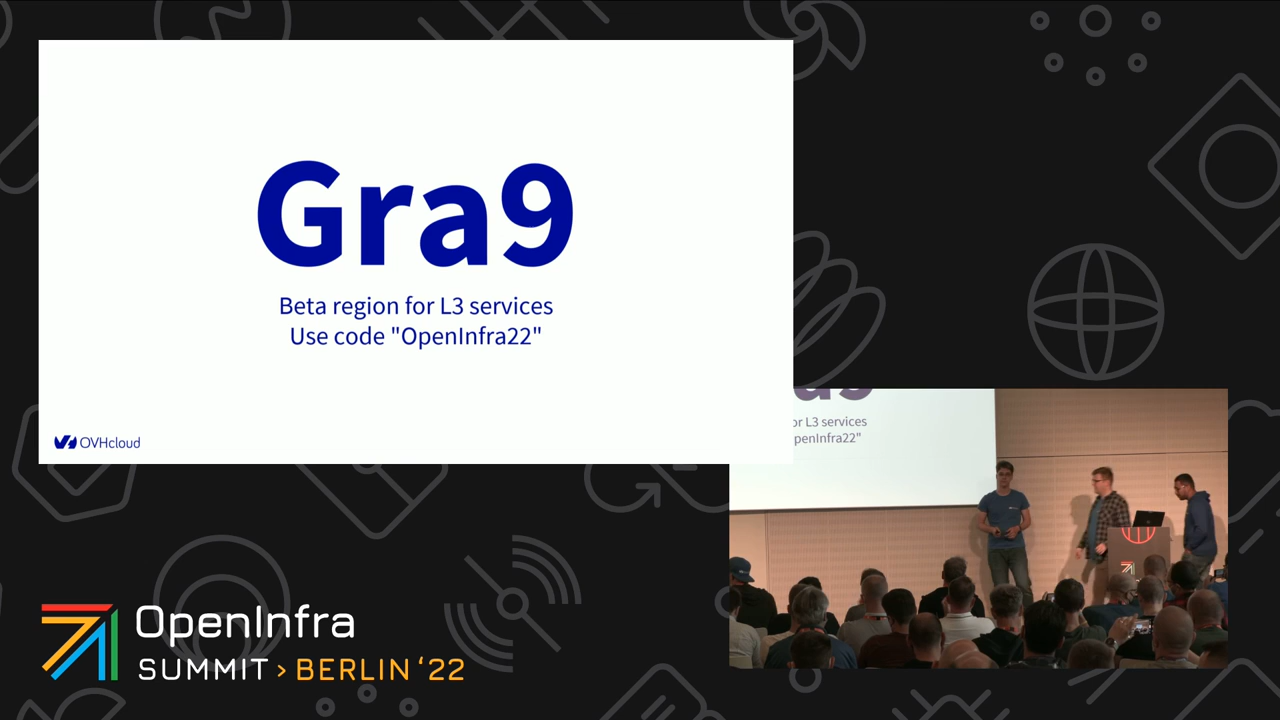 Gra9
Beta region for L3 services
Use code "OpenInfra22"
OVHcloud
or L3 services
penInfra22"
OpenInfra
SUMMIT > BERLIN '22